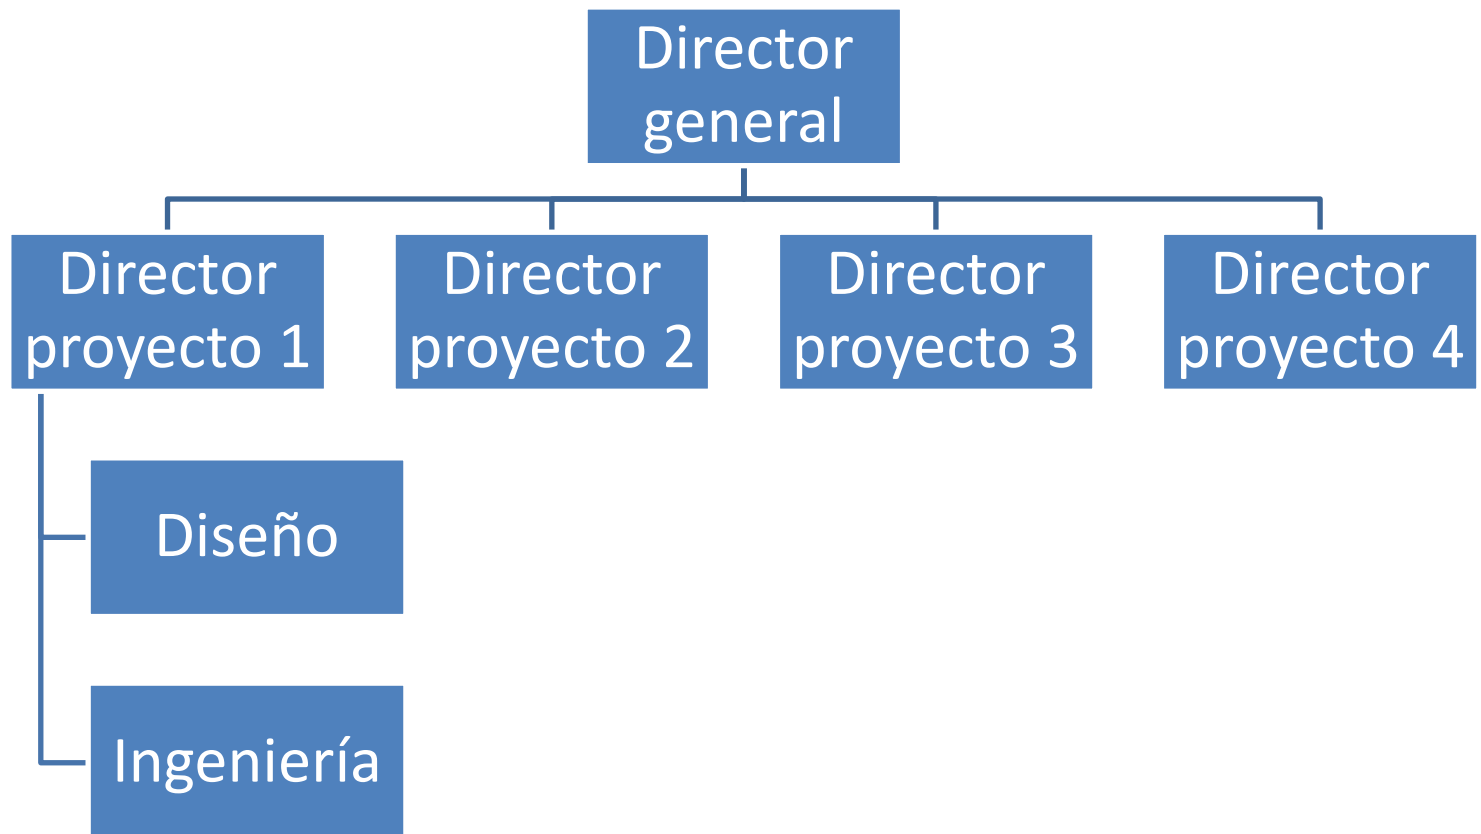 Director
general
Director
proyecto 1
Director
proyecto 2
Director
proyecto 3
Director
proyecto 4
Diseño
Ingeniería